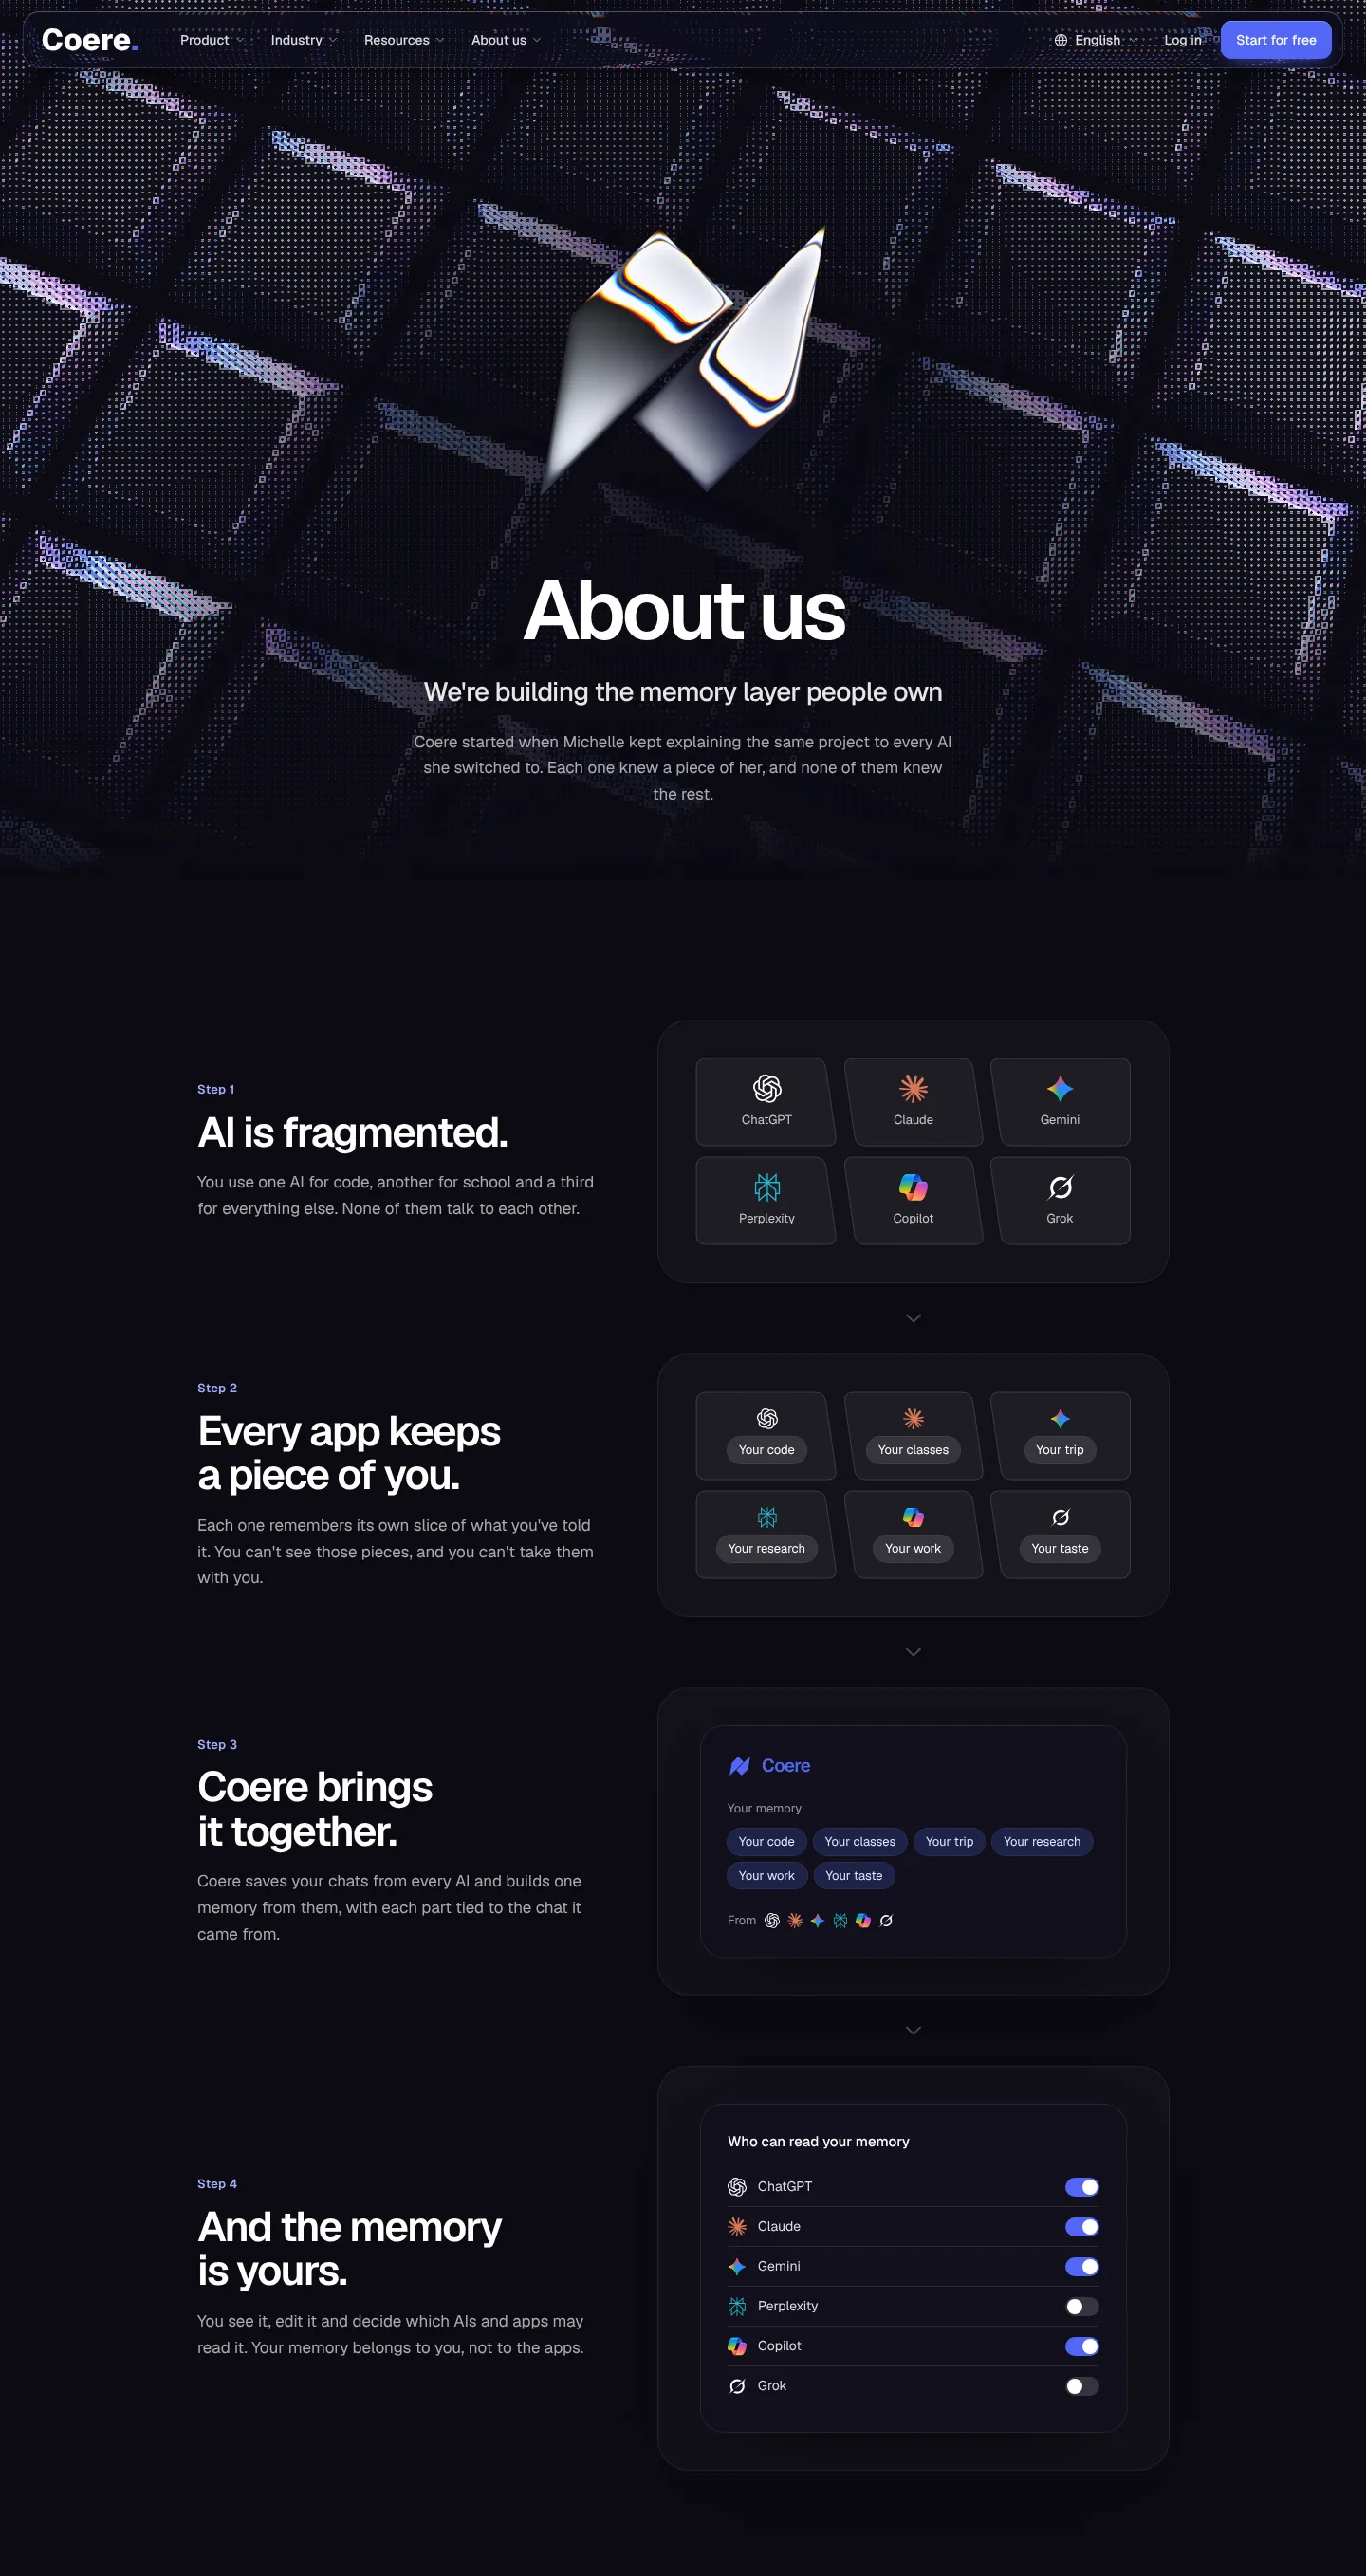 Coere.
Product
Industry
Resources
About us
English
Log in
Start for free
About us
We're building the memory layer people own
Coere started when Michelle kept explaining the same project to every AI
she switched to. Each one knew a piece of her, and none of them knew
the rest.
Step 1
AI is fragmented.
You use one AI for code, another for school and a third
for everything else. None of them talk to each other.
ChatGPT
Claude
Gemini
Perplexity
Copilot
Grok
Step 2
Every app keeps
a piece of you.
Each one remembers its own slice of what you've told
it. You can't see those pieces, and you can't take them
with you.
Your code
Your classes
Your trip
Your research
Your work
Your taste
Step 3
Coere brings
it together.
Coere saves your chats from every AI and builds one
memory from them, with each part tied to the chat it
came from.
Coere
Your memory
Your code
Your classes
Your trip
Your research
Your work
Your taste
From
Step 4
And the memory
is yours.
You see it, edit it and decide which AIs and apps may
read it. Your memory belongs to you, not to the apps.
Who can read your memory
ChatGPT
Claude
Gemini
Perplexity
Copilot
Grok